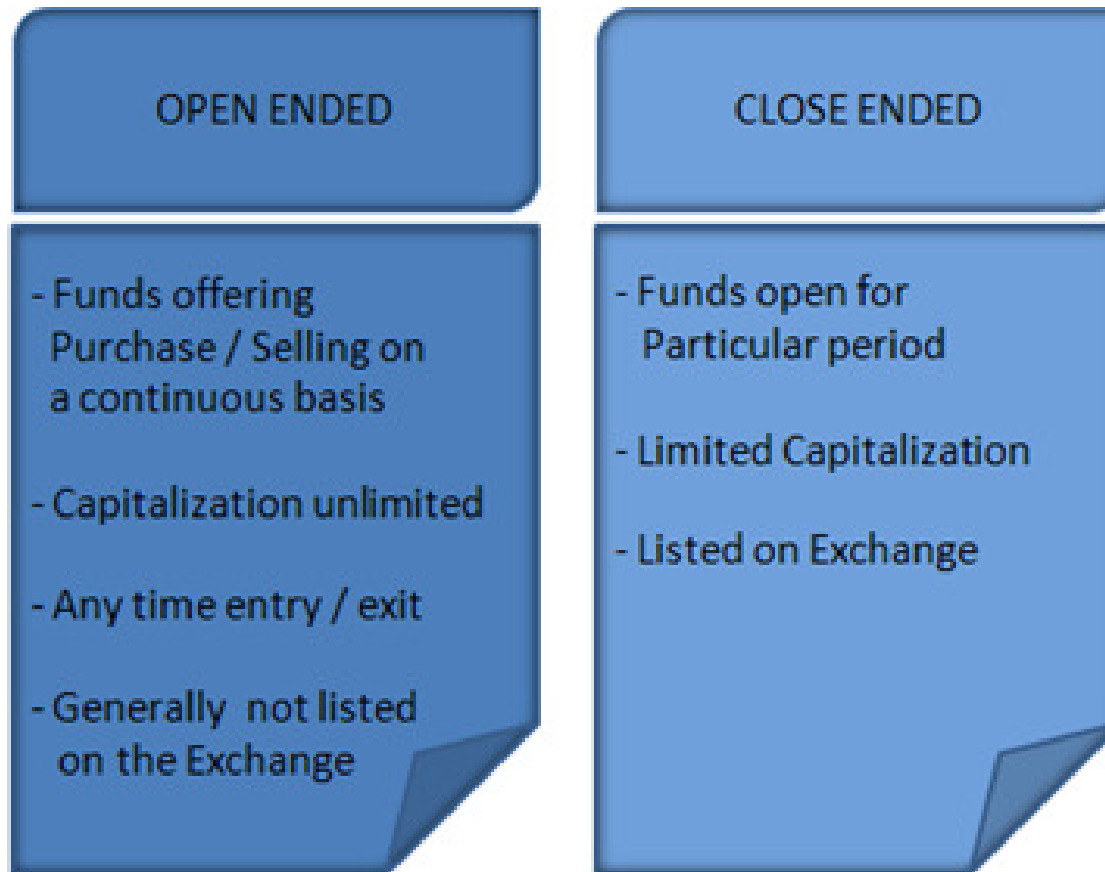 OPEN ENDED
- Funds offering
Purchase / Selling on
a continuous basis
- Capitalization unlimited
- Any time entry / exit
- Generally  not listed
on the Exchange
CLOSE ENDED
- Funds open for
Particular period
- Limited Capitalization
- Listed on Exchange